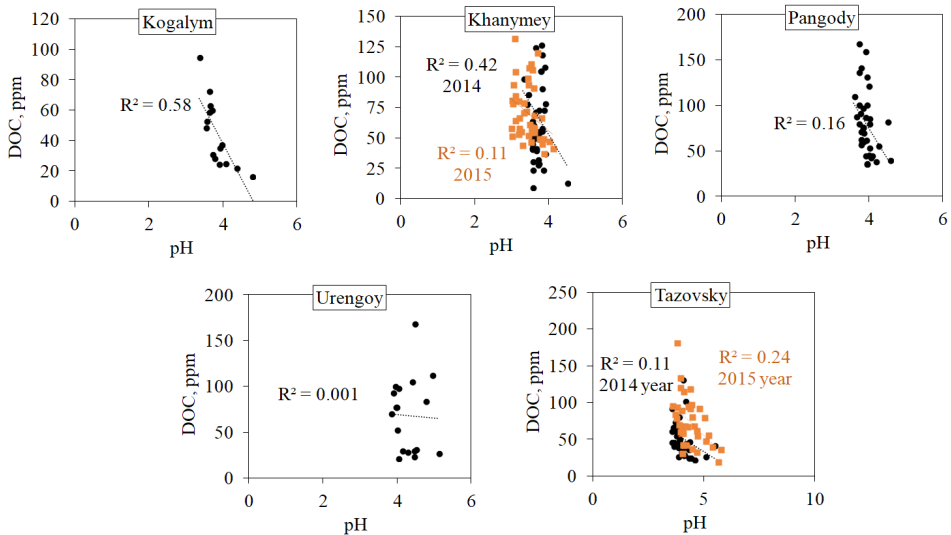 Kogalym
120
100
80
60
40
20
0
0 2 4 6
DOC, ppm
pH
R² = 0.58
Khanymey
150
125
100
75
50
25
0
0 2 4 6
DOC, ppm
pH
R² = 0.42
2014
R² = 0.11
2015
Pangody
200
150
100
50
0
0 2 4 6
DOC, ppm
pH
R² = 0.16
Urengoy
200
150
100
50
0
0 2 4 6
DOC, ppm
pH
R² = 0.001
Tazovsky
250
200
150
100
50
0
0 5 10
DOC, ppm
pH
R² = 0.11
2014 year
R² = 0.24
2015 year